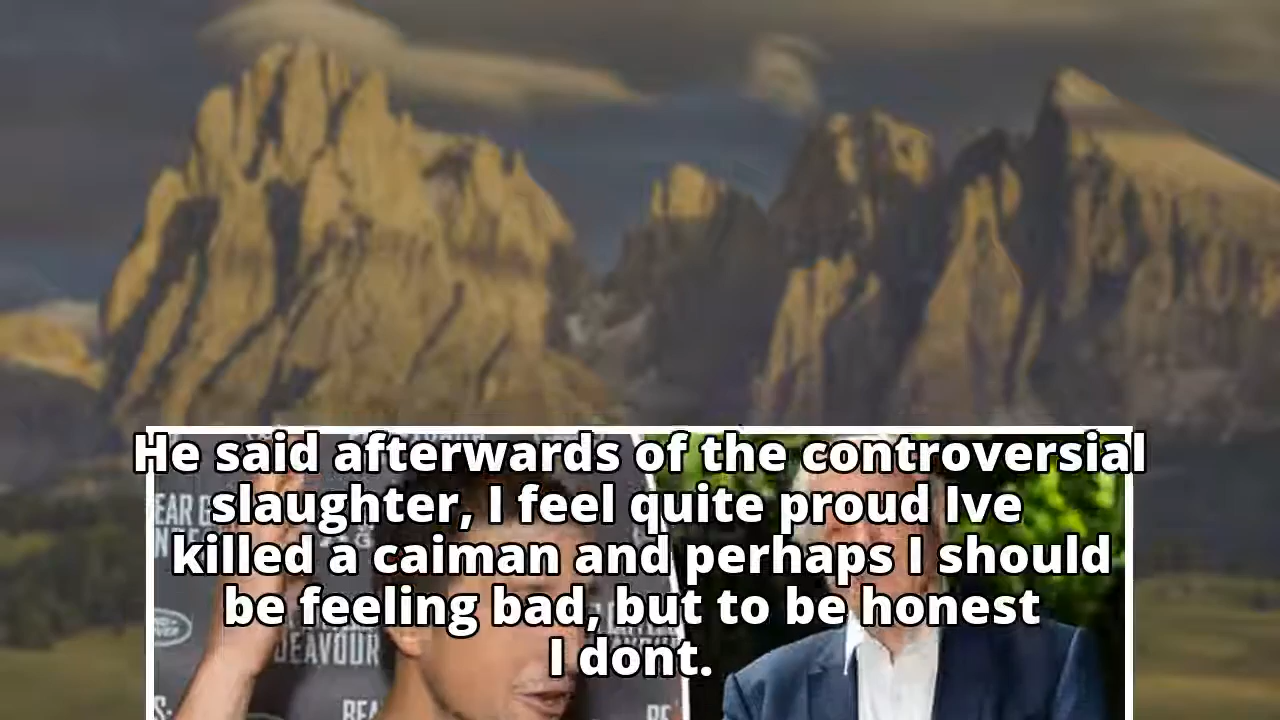 He said afterwards of the controversial
slaughter, I feel quite proud Ive
killed a caiman and perhaps I should
be feeling bad, but to be honest
I dont.
DEAVOUR